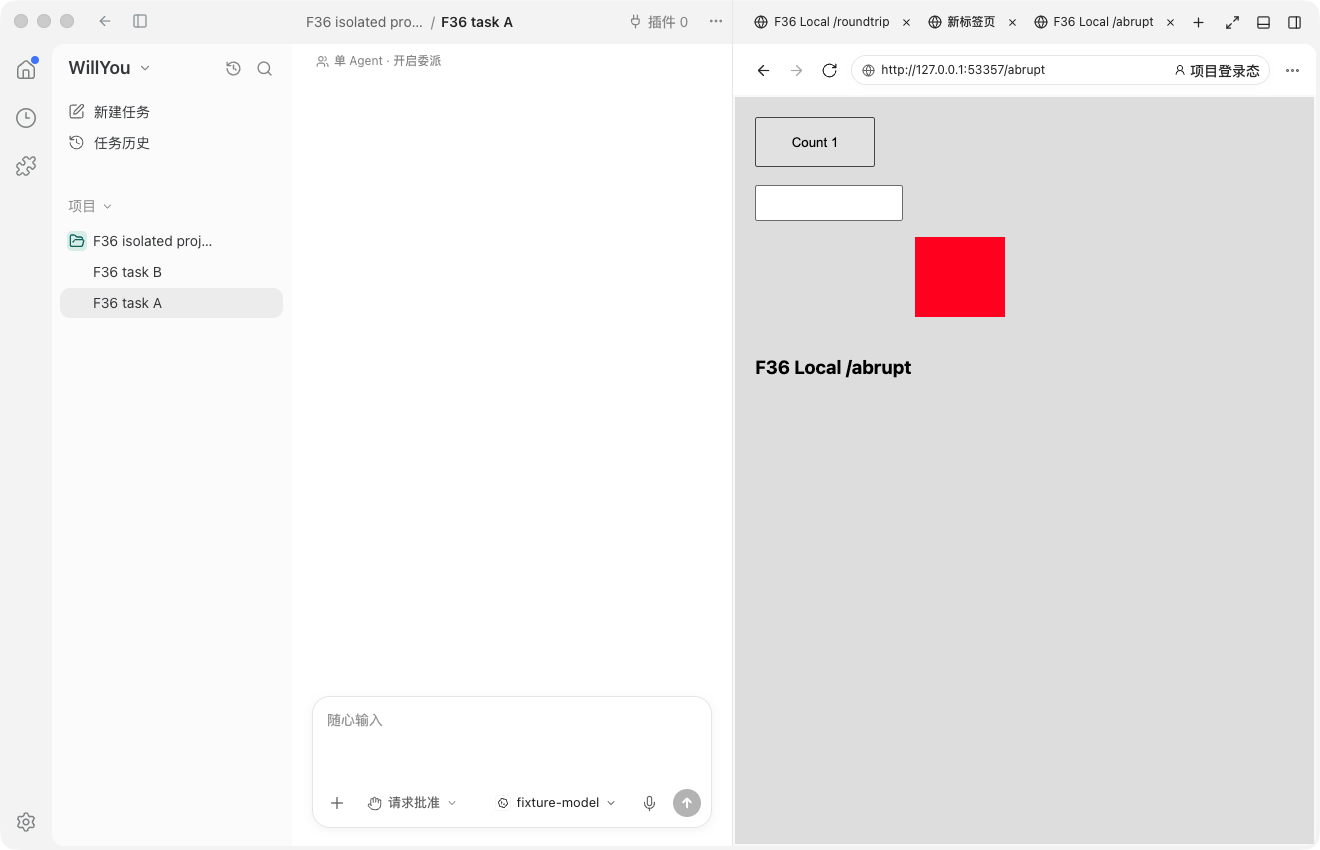 F36 isolated pro... / F36 task A
插件 0
F36 Local /roundtrip
新标签页
F36 Local /abrupt
WillYou
新建任务
任务历史
项目
F36 isolated proj...
F36 task B
F36 task A
单 Agent · 开启委派
随心输入
请求批准
fixture-model
http://127.0.0.1:53357/abrupt
项目登录态
Count 1
F36 Local /abrupt